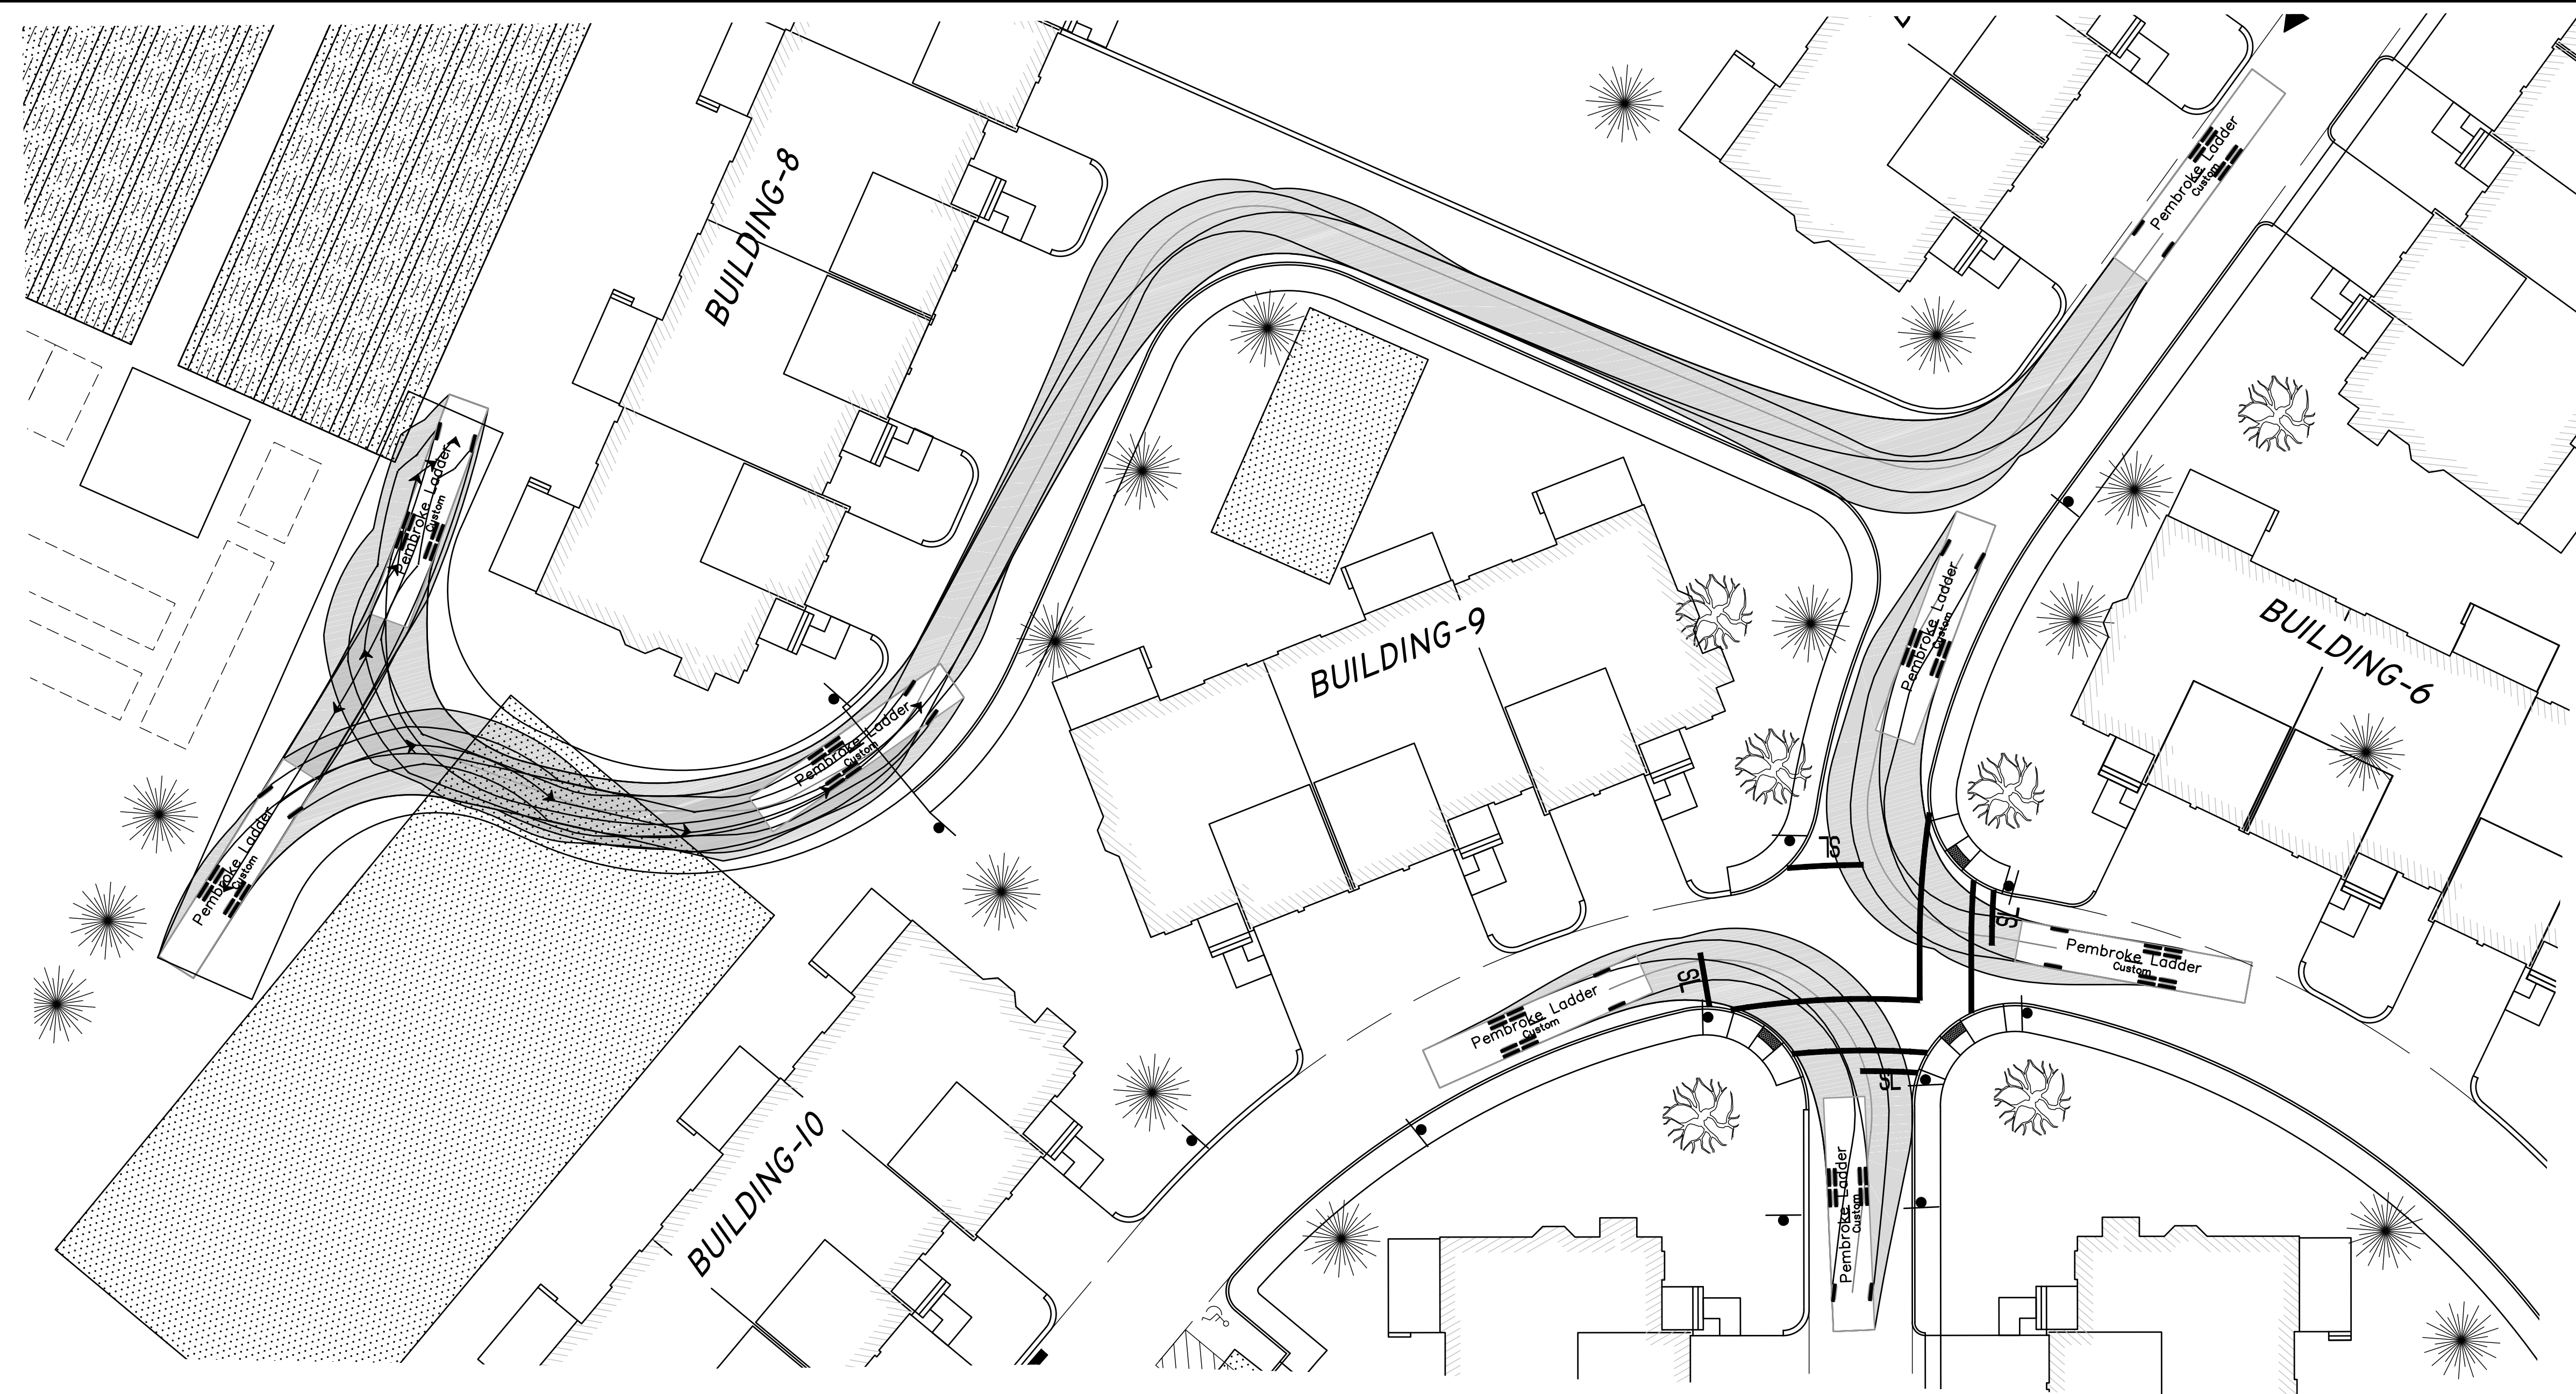 BUILDING-8
Pembroke Ladder
Custom
Pembroke Ladder
Custom
BUILDING-9
Pembroke Ladder
Custom
BUILDING-6
Pembroke Ladder
Custom
Pembroke Ladder
Custom
SL
SL
Pembroke Ladder
Custom
SL
Pembroke Ladder
Custom
SL
BUILDING-10
Pembroke Ladder
Custom